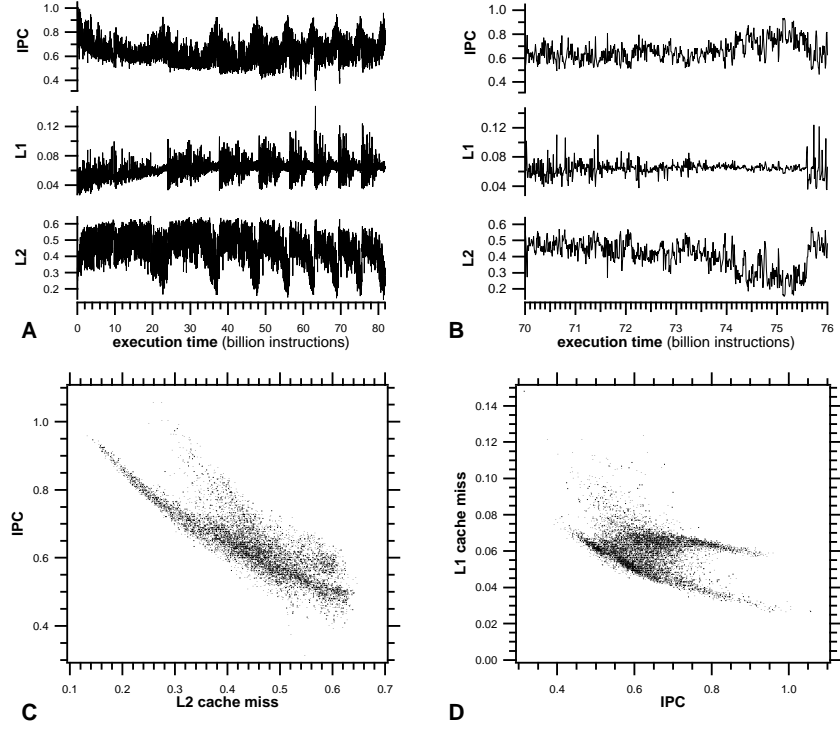 1.0
0.8
0.6
0.4
IPC
0.12
0.08
0.04
L1
0.6
0.5
0.4
0.3
0.2
L2
0 10 20 30 40 50 60 70 80
A execution time (billion instructions)
1.0
0.8
0.6
0.4
IPC
0.12
0.08
0.04
L1
0.6
0.5
0.4
0.3
0.2
L2
70 71 72 73 74 75 76
B execution time (billion instructions)
1.0
0.8
0.6
0.4
IPC
0.1 0.2 0.3 0.4 0.5 0.6 0.7
L2 cache miss
C
0.14
0.12
0.10
0.08
0.06
0.04
0.02
0.00
L1 cache miss
0.4 0.6 0.8 1.0
IPC
D